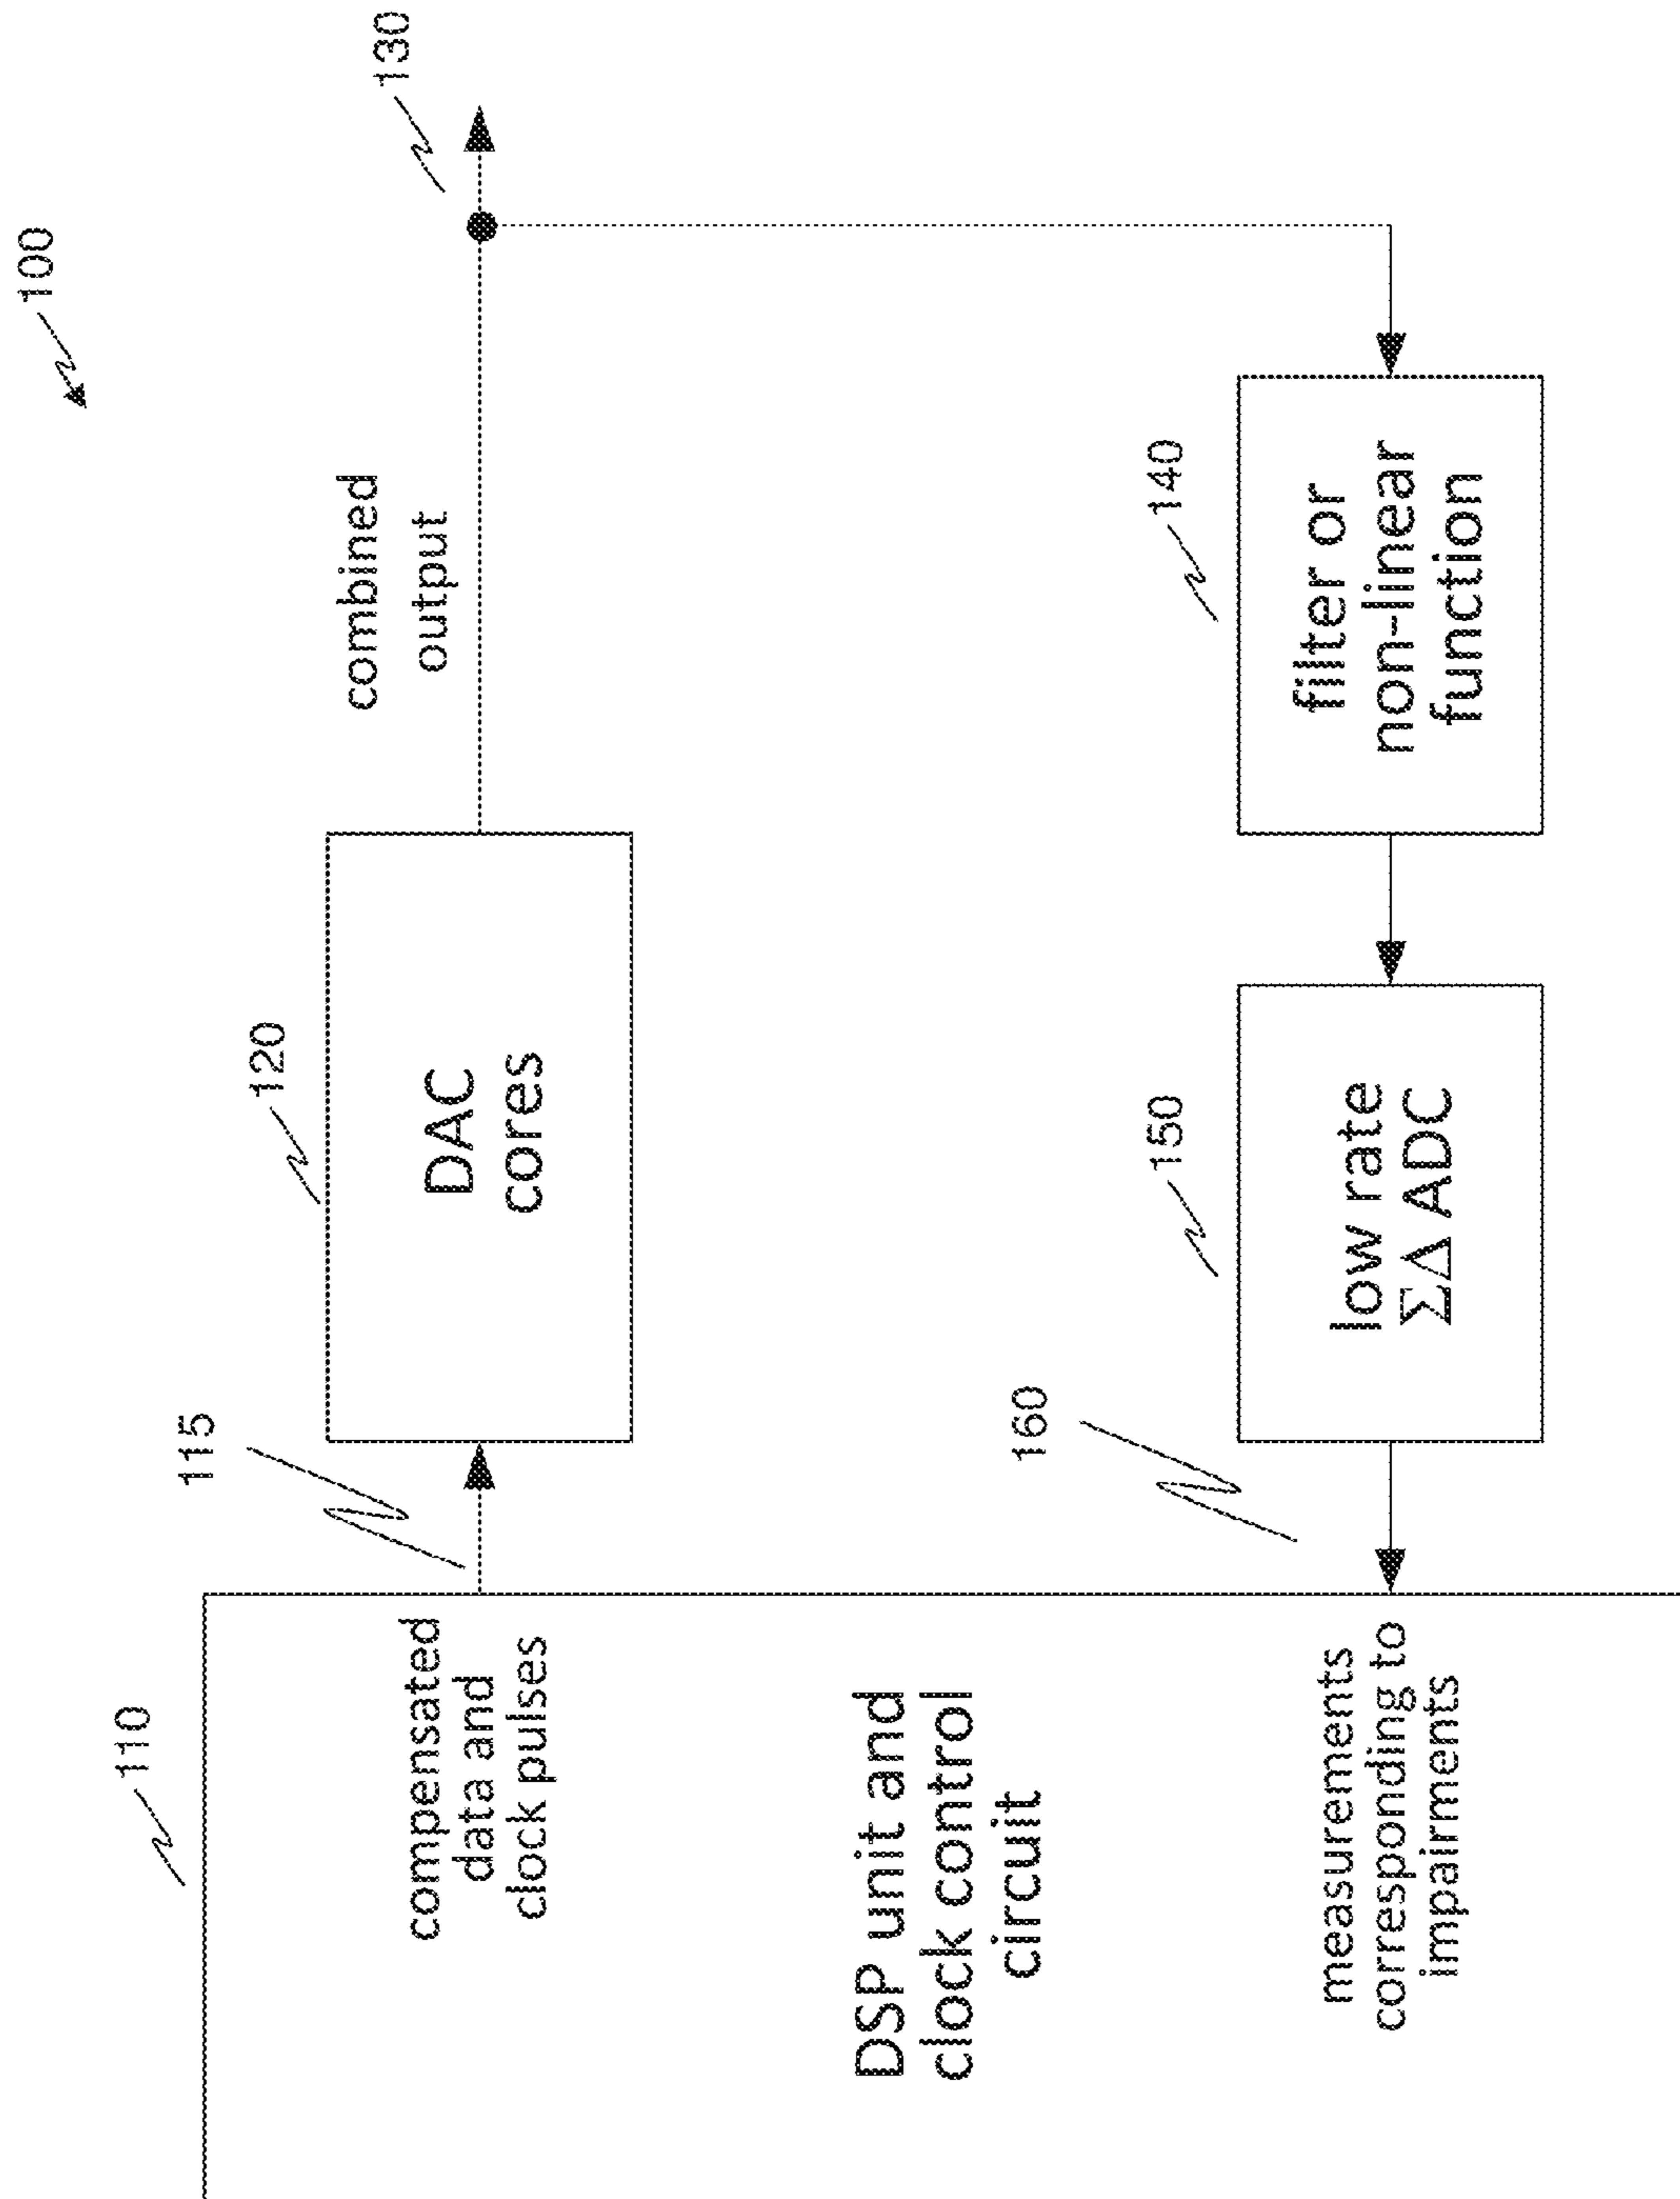 100
110
compensated
data and
clock pulses
115
120
DAC
cores
combined
output
130
DSP unit and
clock control
circuit
measurements
corresponding to
impairments
160
150
low rate
ΣΔ ADC
140
filter or
non-linear
function